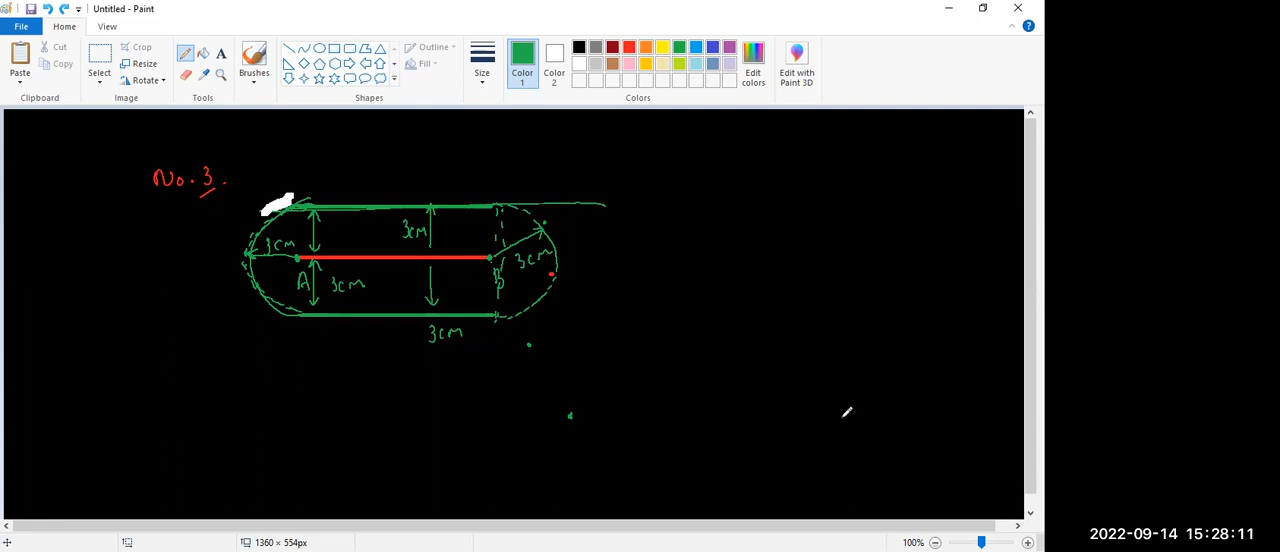 Untitled - Paint
File Home View
Paste
Cut
Copy
Clipboard
Select
Crop
Resize
Rotate
Image
Tools
Brushes
Shapes
Outline
Fill
Size
Color 1
Color 2
Colors
Edit colors
Edit with Paint 3D
No. 3.
3cm
3cm
3cm
A
3cm
B
3cm
1360 × 554px
100%
2022-09-14 15:28:11